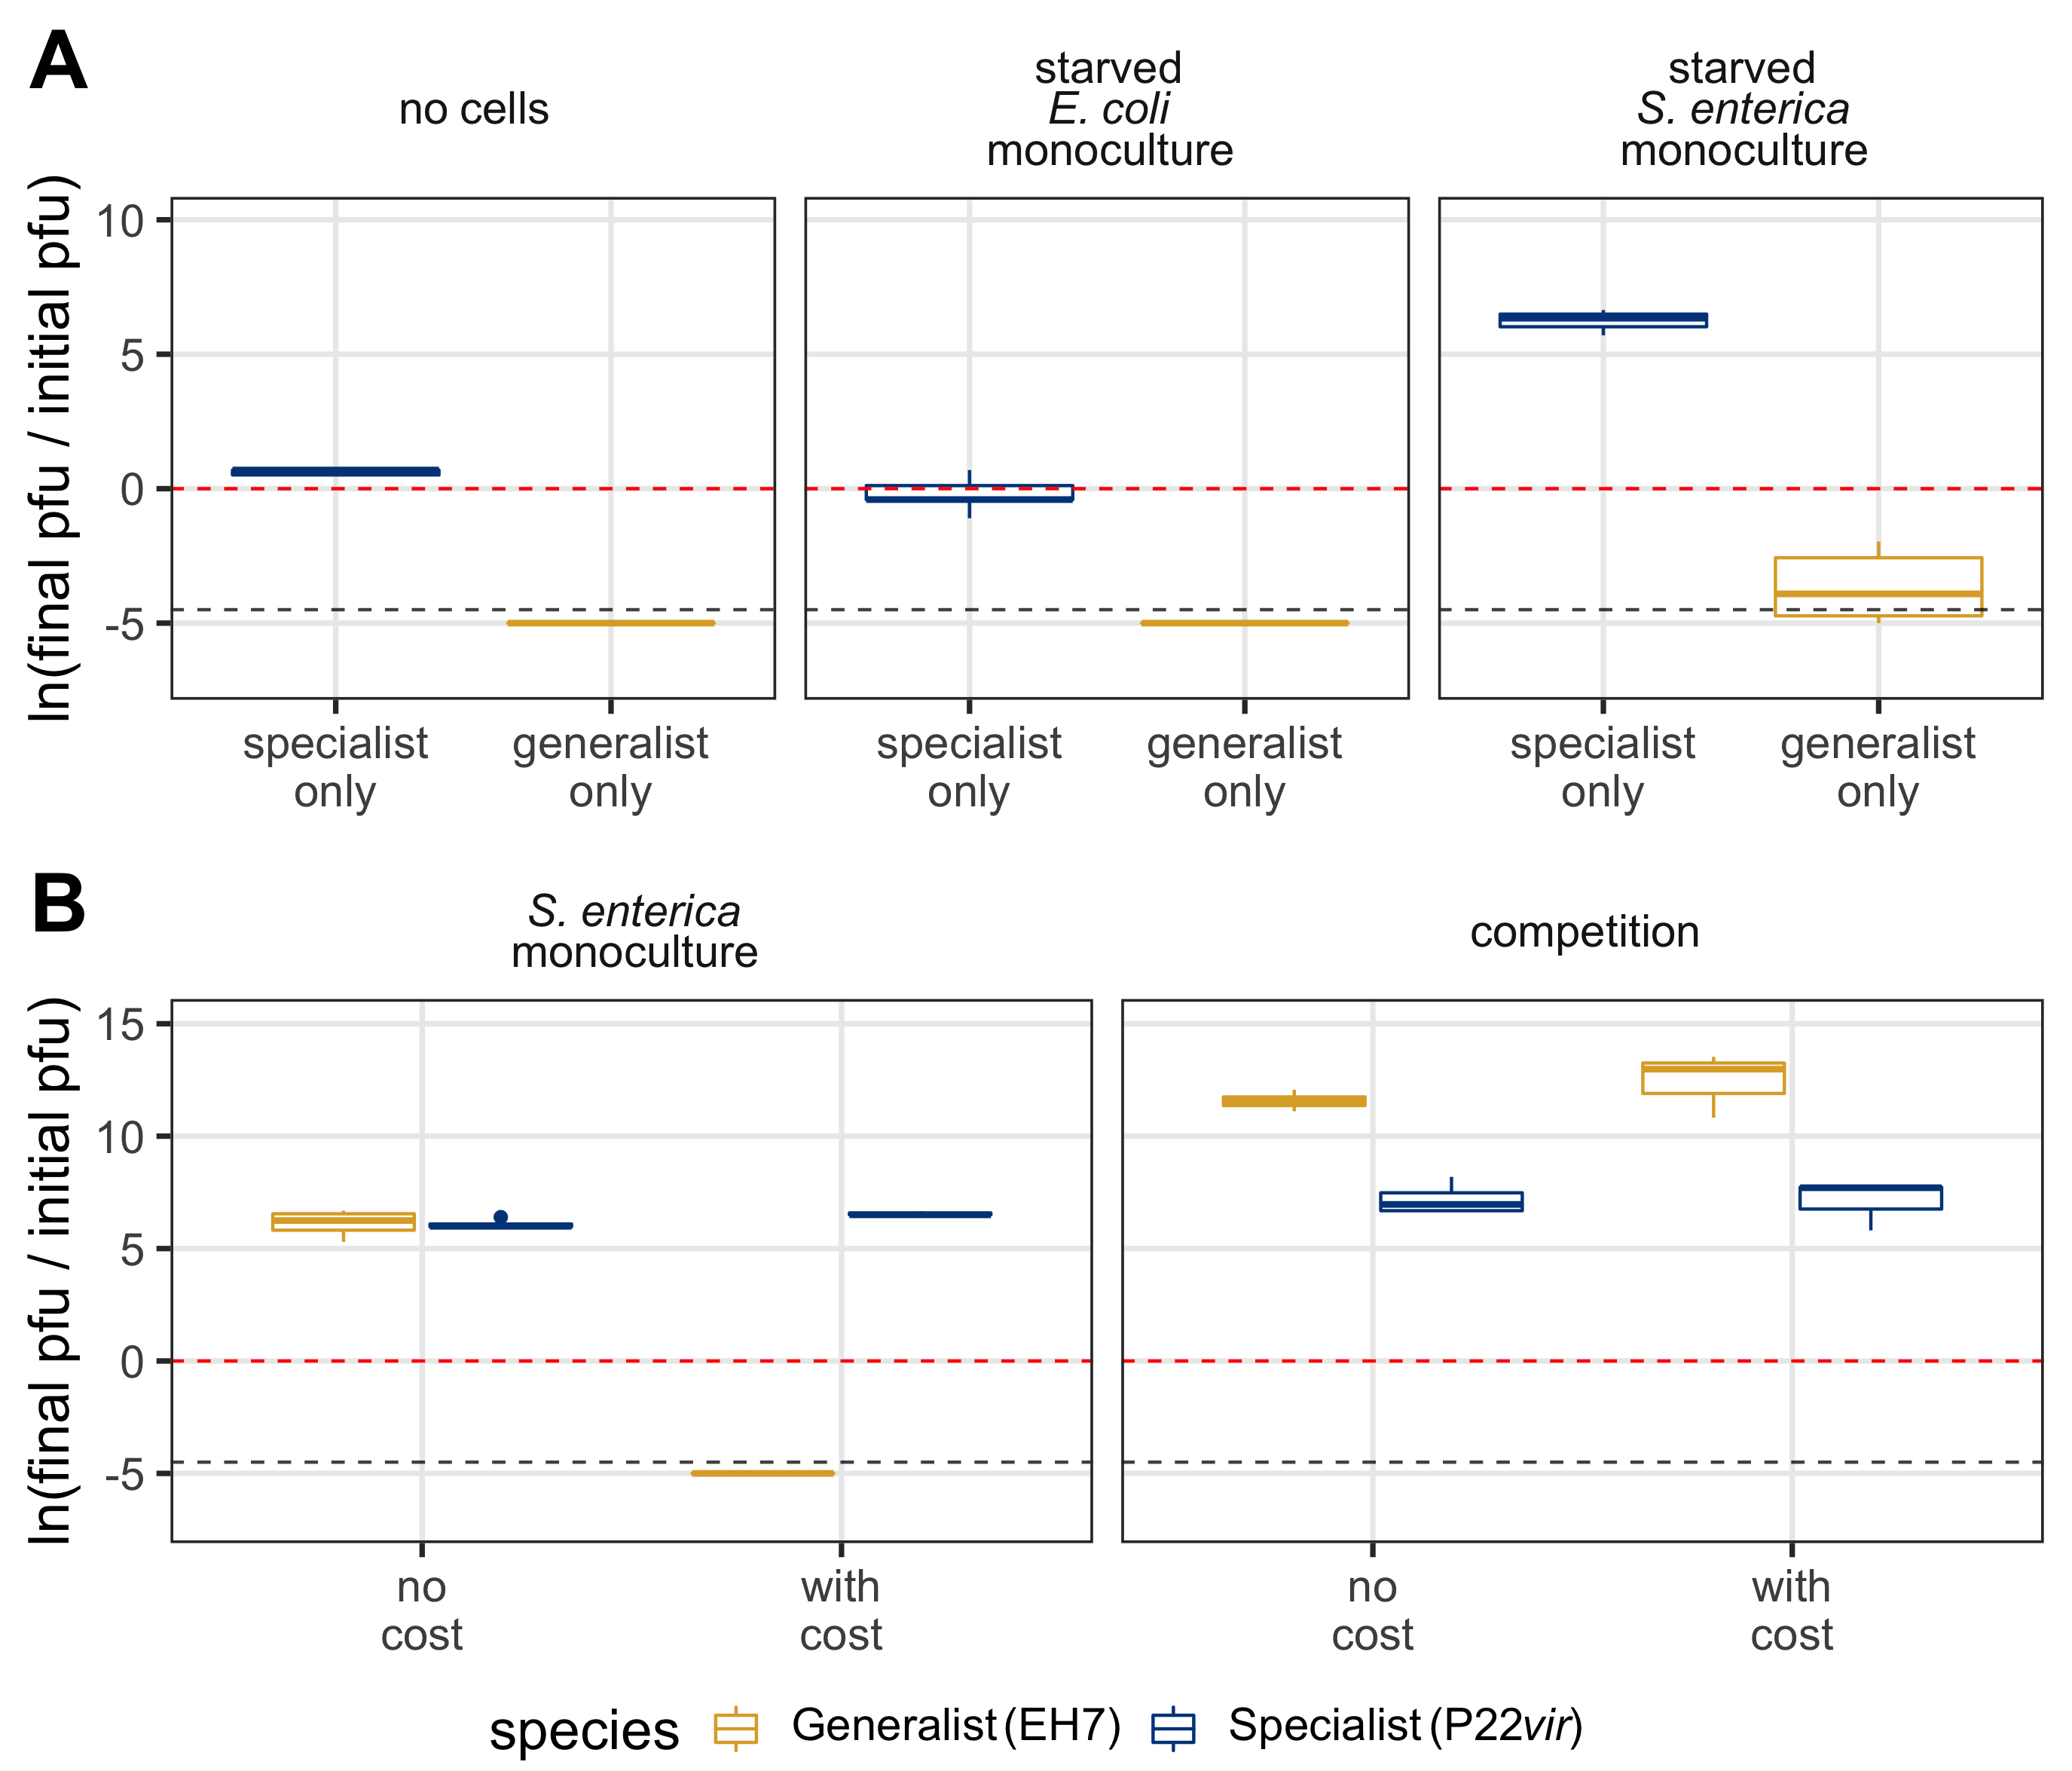 A
no cells
starved
E. coli
monoculture
starved
S. enterica
monoculture
ln(final pfu / initial pfu)
10
5
0
-5
specialist
only
generalist
only
specialist
only
generalist
only
specialist
only
generalist
only
B
S. enterica
monoculture
competition
ln(final pfu / initial pfu)
15
10
5
0
-5
no
cost
with
cost
no
cost
with
cost
species
Generalist (EH7)
Specialist (P22vir)